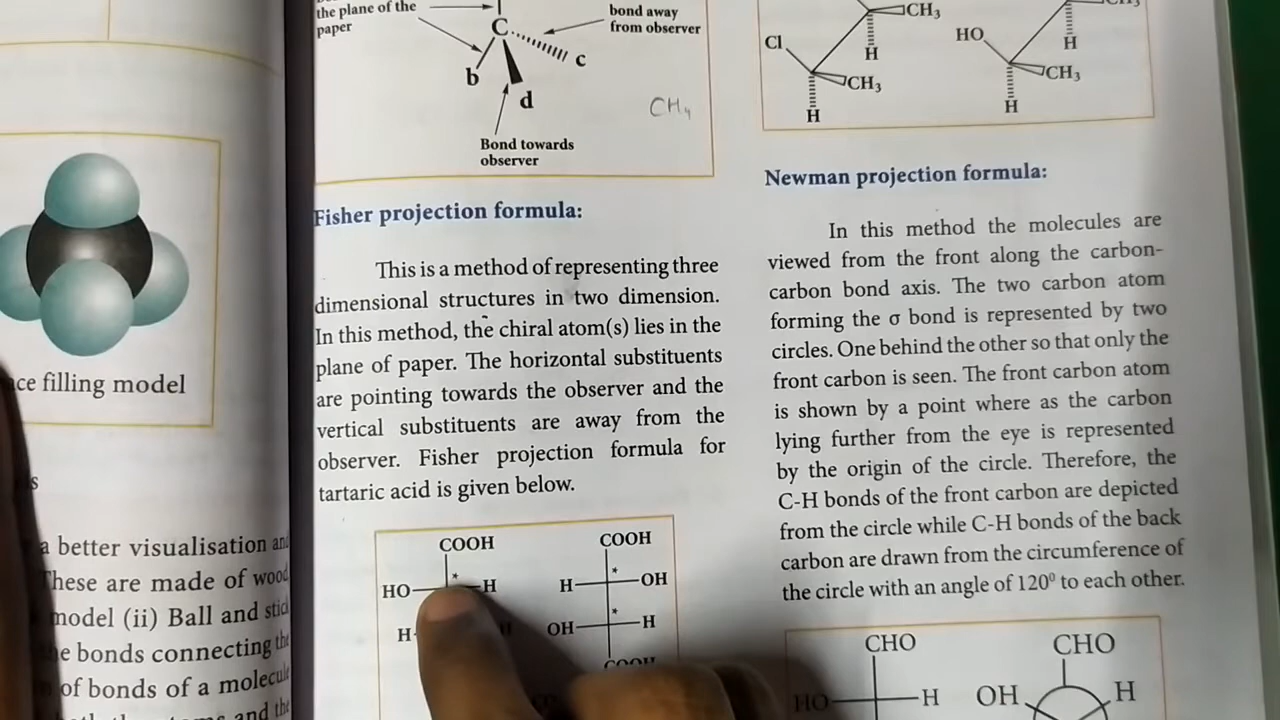 the plane of the
paper
C
bond away
from observer
b
c
d
CH₄
Bond towards
observer
Fisher projection formula:
This is a method of representing three
dimensional structures in two dimension.
In this method, the chiral atom(s) lies in the
plane of paper. The horizontal substituents
are pointing towards the observer and the
vertical substituents are away from the
observer. Fisher projection formula for
tartaric acid is given below.
COOH
HO H
H
COOH
H OH
OH H
COOH
CH₃
Cl
H
CH₃
H
HO
H
CH₃
H
Newman projection formula:
In this method the molecules are
viewed from the front along the carbon-
carbon bond axis. The two carbon atom
forming the σ bond is represented by two
circles. One behind the other so that only the
front carbon is seen. The front carbon atom
is shown by a point where as the carbon
lying further from the eye is represented
by the origin of the circle. Therefore, the
C-H bonds of the front carbon are depicted
from the circle while C-H bonds of the back
carbon are drawn from the circumference of
the circle with an angle of 120⁰ to each other.
CHO
HO H
CHO
OH H
filling model
a better visualisation
These are made of wood
model (ii) Ball and
bonds connecting
of bonds of a
and the